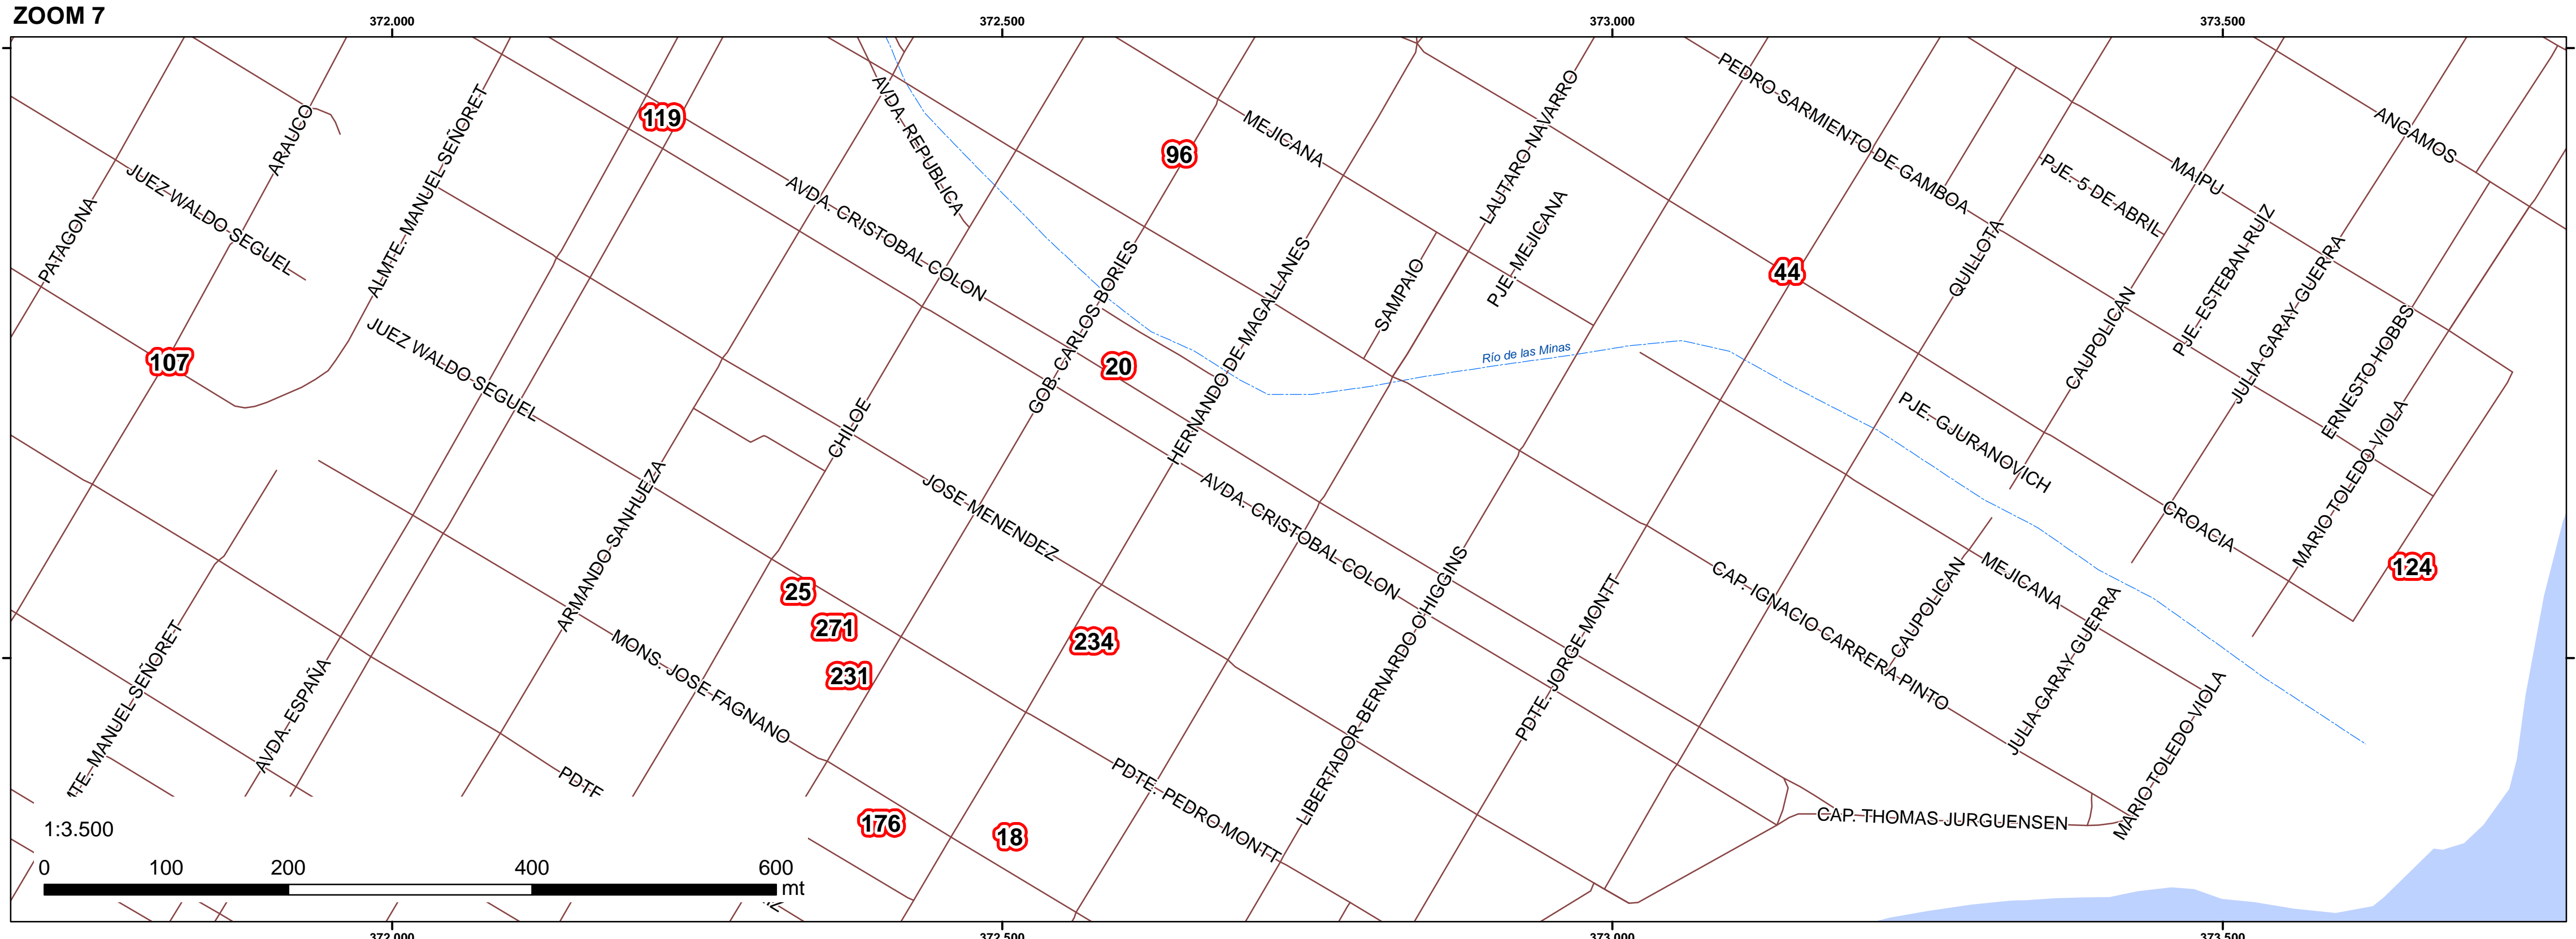 ZOOM 7
372.000
372.500
373.000
373.500
PATAGONA
JUEZ WALDO SEGUEL
ARAUCO
ALMTE. MANUEL SEÑORET
119
AVDA. REPUBLICA
AVDA. CRISTOBAL COLON
96
MEJICANA
LAUTARO NAVARRO
PJE. MEJICANA
SAMPAIO
PEDRO SARMIENTO DE GAMBOA
PJE. 5 DE ABRIL
MAIPU
ANGAMOS
QUILLOTA
44
CAUPOLICAN
PJE. ESTEBAN RUIZ
JULIA GARAY GUERRA
ERNESTO HOBBS
MARIO TOLEDO VIOLA
107
JUEZ WALDO SEGUEL
GOB. CARLOS BORIES
20
HERNANDO DE MAGALLANES
Río de las Minas
CHILOE
PJE. GJURANOVICH
CROACIA
124
ARMANDO SANHUEZA
JOSE MENENDEZ
AVDA. CRISTOBAL COLON
25
271
231
234
MONS. JOSE FAGNANO
LIBERTADOR BERNARDO O'HIGGINS
PDTE. JORGE MONTT
CAP. IGNACIO CARRERA PINTO
CAUPOLICAN
MEJICANA
JULIA GARAY GUERRA
MARIO TOLEDO VIOLA
TE. MANUEL SEÑORET
AVDA. ESPAÑA
PDTE
PDTE. PEDRO MONTT
176
18
CAP. THOMAS JURGUENSEN
1:3.500
0 100 200 400 600
mt
372.000
372.500
373.000
373.500